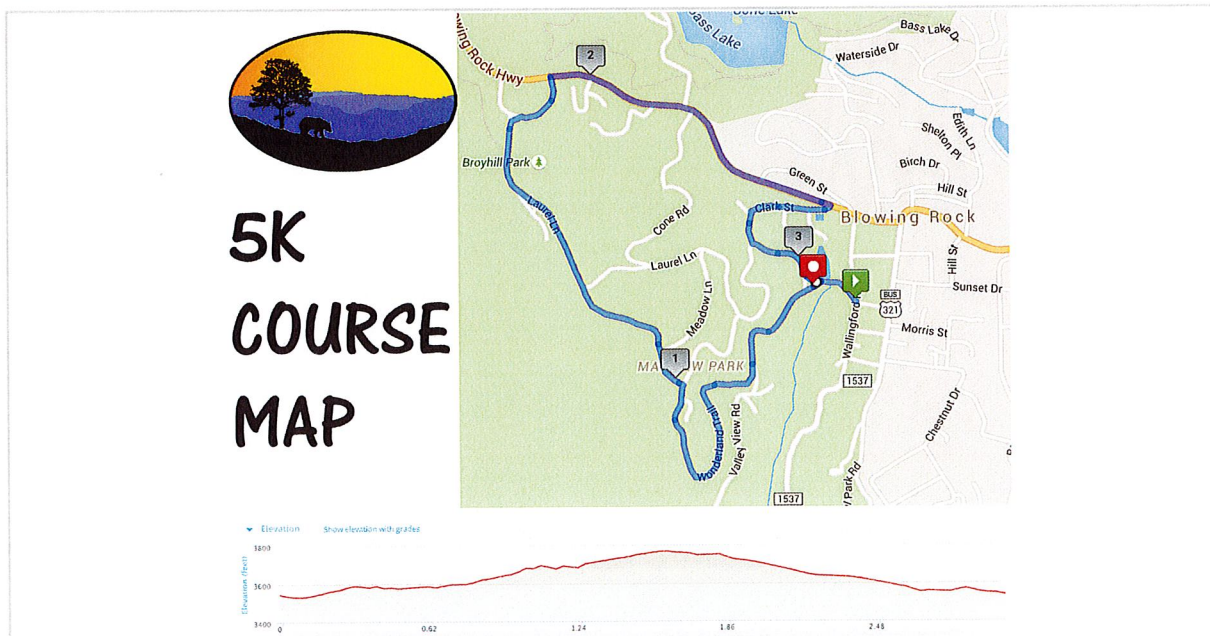 5K
COURSE
MAP
Bass Lake
Bass Lake Dr
Waterside Dr
Blowing Rock Hwy
2
Edith Ln
Shelton Pl
Birch Dr
Broyhill Park
Green St
Hill St
Laurel Ln
Clark St
Blowing Rock
Cone Rd
3
Hill St
Laurel Ln
Sunset Dr
BUS
321
Meadow Ln
Wallingford
Morris St
1
PARK
1537
Chestnut Dr
Wonderland Trail
Valley View Rd
1537
Park Rd
Elevation
Show elevation with grades
Elevation (feet)
3800
3600
3400
0
0.62
1.24
1.86
2.48